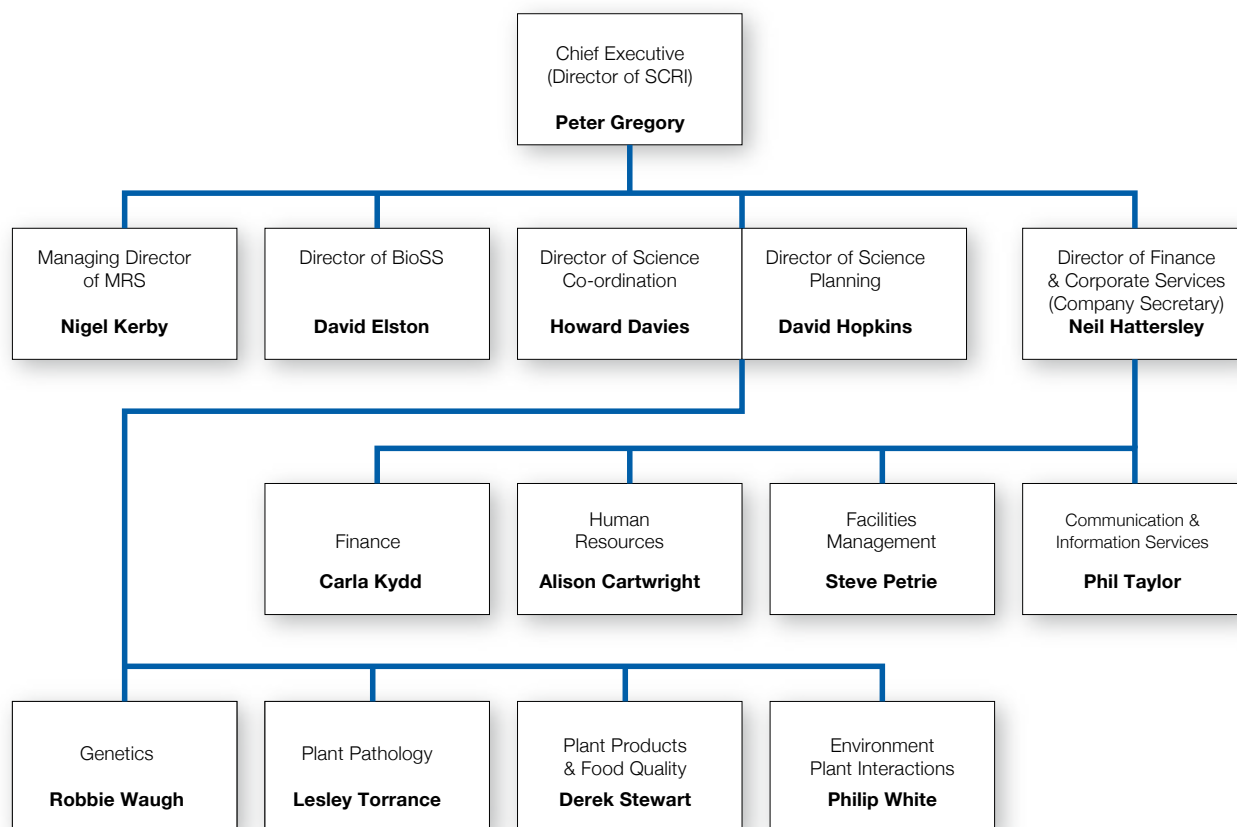 Chief Executive
(Director of SCRI)
Peter Gregory
Managing Director
of MRS
Nigel Kerby
Director of BioSS
David Elston
Director of Science
Co-ordination
Howard Davies
Director of Science
Planning
David Hopkins
Director of Finance
& Corporate Services
(Company Secretary)
Neil Hattersley
Finance
Carla Kydd
Human
Resources
Alison Cartwright
Facilities
Management
Steve Petrie
Communication &
Information Services
Phil Taylor
Genetics
Robbie Waugh
Plant Pathology
Lesley Torrance
Plant Products
& Food Quality
Derek Stewart
Environment
Plant Interactions
Philip White